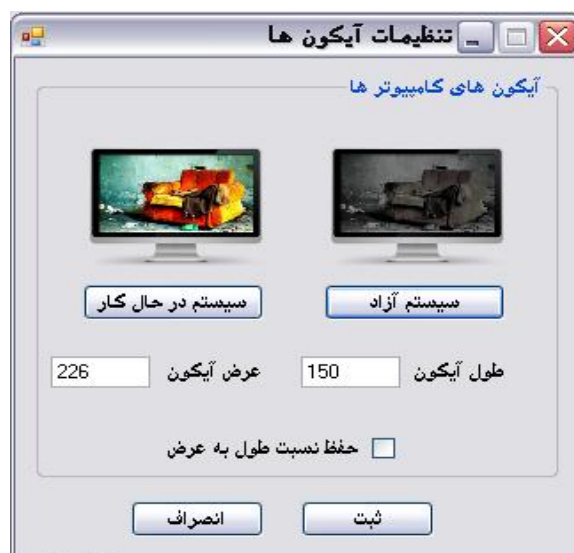 تنظیمات آیکون ها
آیکون های کامپیوتر ها
سیستم آزاد
سیستم در حال کار
طول آیکون 150
عرض آیکون 226
حفظ نسبت طول به عرض
ثبت
انصراف